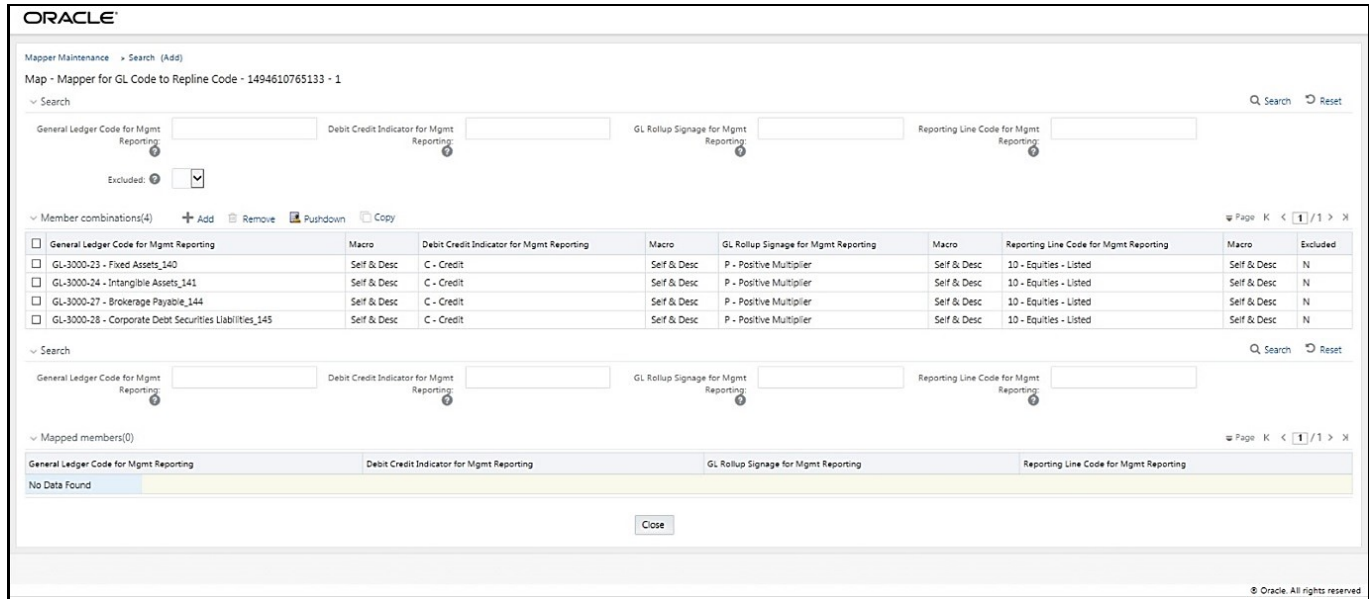 ORACLE
Mapper Maintenance > Search (Add)
Map - Mapper for GL Code to Repline Code - 1494610765133 - 1
Search
Search Reset
General Ledger Code for Mgmt Reporting:
Debit Credit Indicator for Mgmt Reporting:
GL Rollup Signage for Mgmt Reporting:
Reporting Line Code for Mgmt Reporting:
Excluded:
Member combinations(4) Add Remove Pushdown Copy Page 1 / 1
General Ledger Code for Mgmt Reporting Macro Debit Credit Indicator for Mgmt Reporting Macro GL Rollup Signage for Mgmt Reporting Macro Reporting Line Code for Mgmt Reporting Macro Excluded
GL-3000-23 - Fixed Assets_140 Self & Desc C - Credit Self & Desc P - Positive Multiplier Self & Desc 10 - Equities - Listed Self & Desc N
GL-3000-24 - Intangible Assets_141 Self & Desc C - Credit Self & Desc P - Positive Multiplier Self & Desc 10 - Equities - Listed Self & Desc N
GL-3000-27 - Brokerage Payable_144 Self & Desc C - Credit Self & Desc P - Positive Multiplier Self & Desc 10 - Equities - Listed Self & Desc N
GL-3000-28 - Corporate Debt Securities Liabilities_145 Self & Desc C - Credit Self & Desc P - Positive Multiplier Self & Desc 10 - Equities - Listed Self & Desc N
Search
Search Reset
General Ledger Code for Mgmt Reporting:
Debit Credit Indicator for Mgmt Reporting:
GL Rollup Signage for Mgmt Reporting:
Reporting Line Code for Mgmt Reporting:
Mapped members(0) Page 1 / 1
General Ledger Code for Mgmt Reporting Debit Credit Indicator for Mgmt Reporting GL Rollup Signage for Mgmt Reporting Reporting Line Code for Mgmt Reporting
No Data Found
Close
© Oracle. All rights reserved